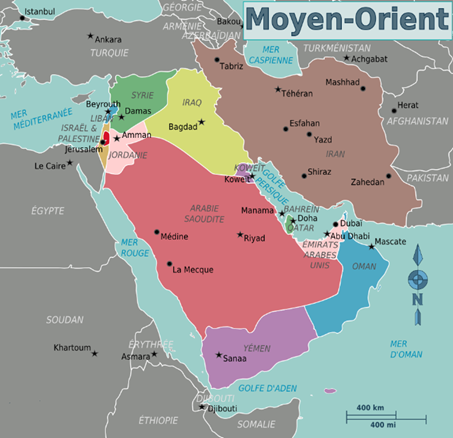 Moyen-Orient
GÉORGIE
Istanbul
Bakou
ARMÉNIE
AZERBAÏDJAN
Ankara
TURQUIE
MER
CASPIENNE
TURKMÉNISTAN
Achgabat
Tabriz
Mashhad
Téhéran
Herat
AFGHANISTAN
SYRIE
IRAQ
MER
MÉDITERRANÉE
Beyrouth
LIBAN
Damas
Bagdad
Esfahan
Yazd
IRAN
ISRAËL &
PALESTINE
Amman
Jérusalem
JORDANIE
Le Caire
KOWEÏT
Koweït
GOLFE
PERSIQUE
Shiraz
Zahedan
PAKISTAN
ÉGYPTE
ARABIE
SAOUDITE
Manama
BAHREÏN
Doha
QATAR
Dubaï
Abu Dhabi
ÉMIRATS
ARABES
UNIS
Mascate
MER
ROUGE
Médine
Riyad
La Mecque
OMAN
N
SOUDAN
Khartoum
ÉRYTHRÉE
Asmara
YÉMEN
Sanaa
MER
D'OMAN
GOLFE D'ADEN
DJIBOUTI
Djibouti
ÉTHIOPIE
SOMALIE
400 km
400 mi